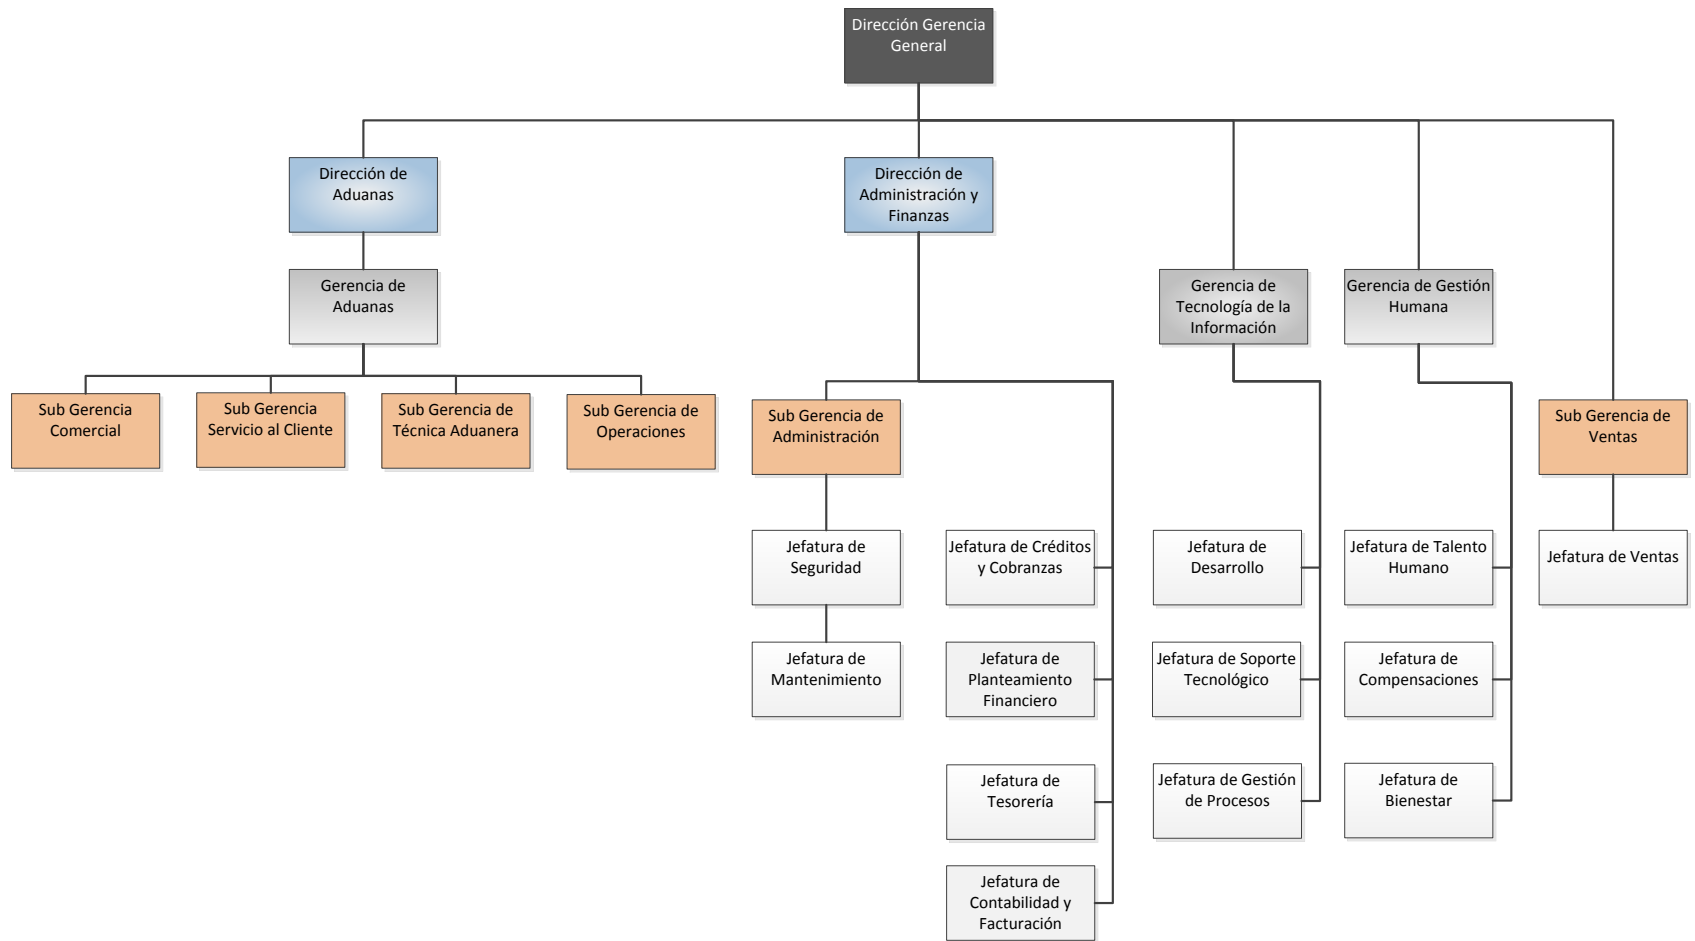 Dirección Gerencia
General
Dirección de
Aduanas
Dirección de
Administración y
Finanzas
Gerencia de
Aduanas
Gerencia de
Tecnología de la
Información
Gerencia de Gestión
Humana
Sub Gerencia
Comercial
Sub Gerencia
Servicio al Cliente
Sub Gerencia de
Técnica Aduanera
Sub Gerencia de
Operaciones
Sub Gerencia de
Administración
Sub Gerencia de
Ventas
Jefatura de
Seguridad
Jefatura de Créditos
y Cobranzas
Jefatura de
Desarrollo
Jefatura de Talento
Humano
Jefatura de Ventas
Jefatura de
Mantenimiento
Jefatura de
Planteamiento
Financiero
Jefatura de Soporte
Tecnológico
Jefatura de
Compensaciones
Jefatura de
Tesorería
Jefatura de Gestión
de Procesos
Jefatura de
Bienestar
Jefatura de
Contabilidad y
Facturación